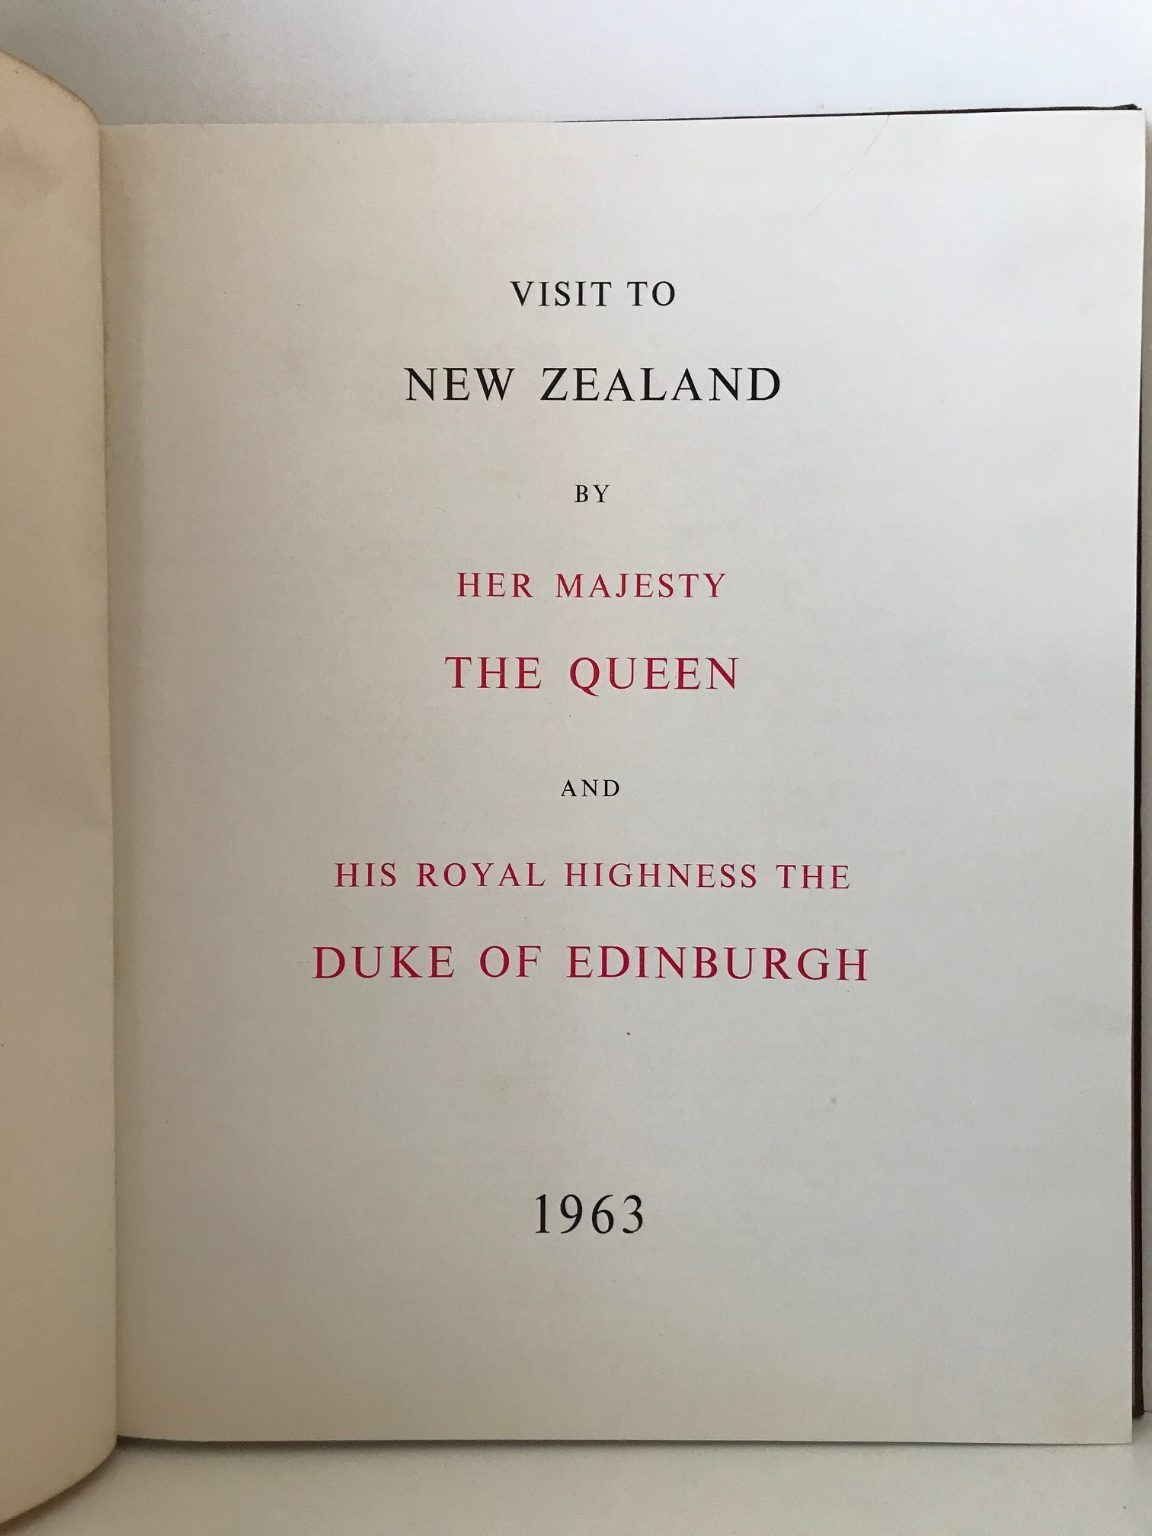 VISIT TO
NEW ZEALAND
BY
HER MAJESTY
THE QUEEN
AND
HIS ROYAL HIGHNESS THE
DUKE OF EDINBURGH
1963